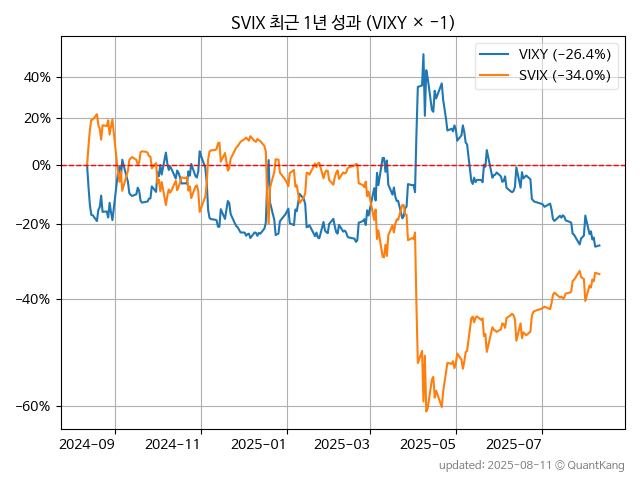 SVIX 최근 1년 성과 (VIXY × −1)
VIXY (−26.4%)
SVIX (−34.0%)
40%
20%
0%
−20%
−40%
−60%
2024-09 2024-11 2025-01 2025-03 2025-05 2025-07
updated: 2025-08-11 © QuantKang